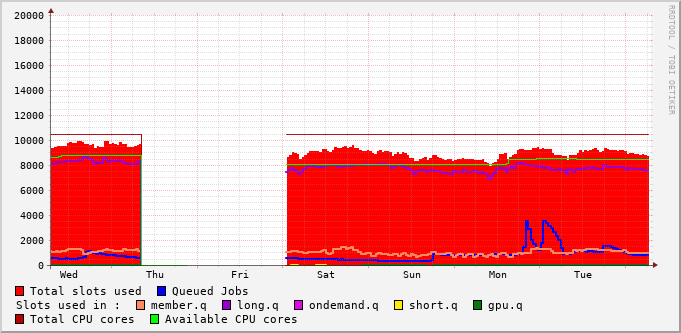 20000
18000
16000
14000
12000
10000
8000
6000
4000
2000
0
Wed Thu Fri Sat Sun Mon Tue
RRDTOOL / TOBI OETIKER
Total slots used Queued Jobs
Slots used in : member.q long.q ondemand.q short.q gpu.q
Total CPU cores Available CPU cores